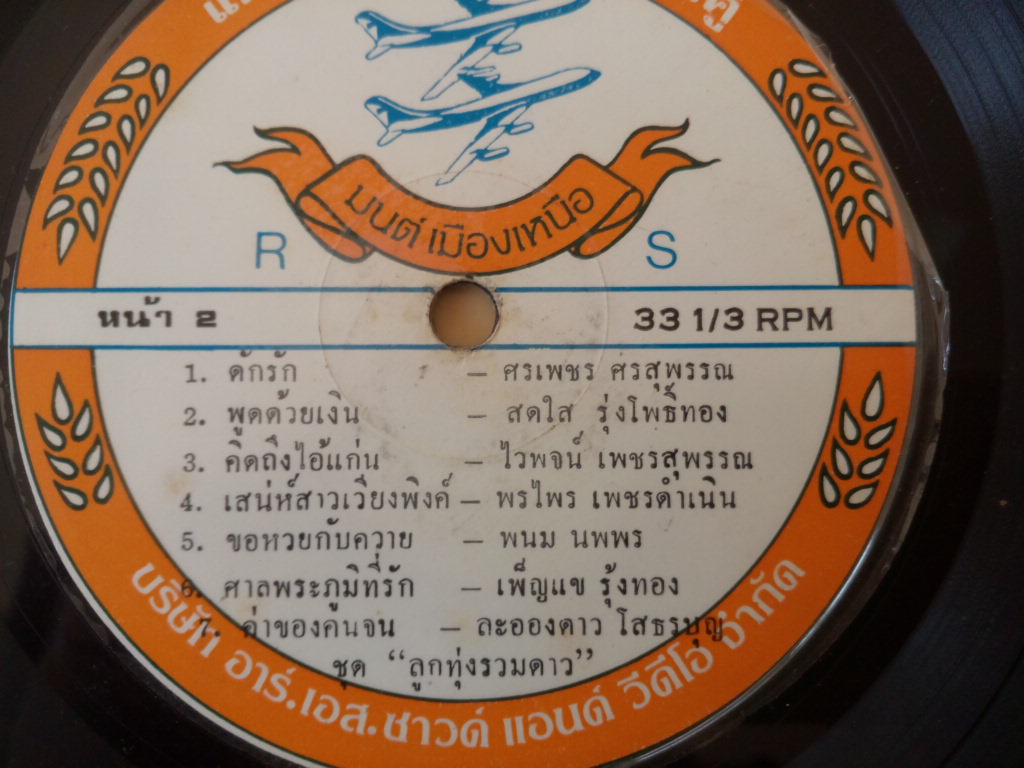 มนต์เมืองเหนือ
R S
หน้า 2 33 1/3 RPM
1. ดักรัก – ศรเพชร ศรสุพรรณ
2. พูดด้วยเงิน – สดใส รุ่งโพธิ์ทอง
3. คิดถึงไอ้แก่น – ไวพจน์ เพชรสุพรรณ
4. เสน่ห์สาวเวียงพิงค์ – พรไพร เพชรดำเนิน
5. ขอหวยกับควาย – พนม นพพร
6. ศาลพระภูมิที่รัก – เพ็ญแข รุ้งทอง
7. ค่าของคนจน – ละอองดาว โสธรบุญ
ชุด “ลูกทุ่งรวมดาว”
บริษัท อาร์.เอส.ซาวด์ แอนด์ วีดีโอ จำกัด